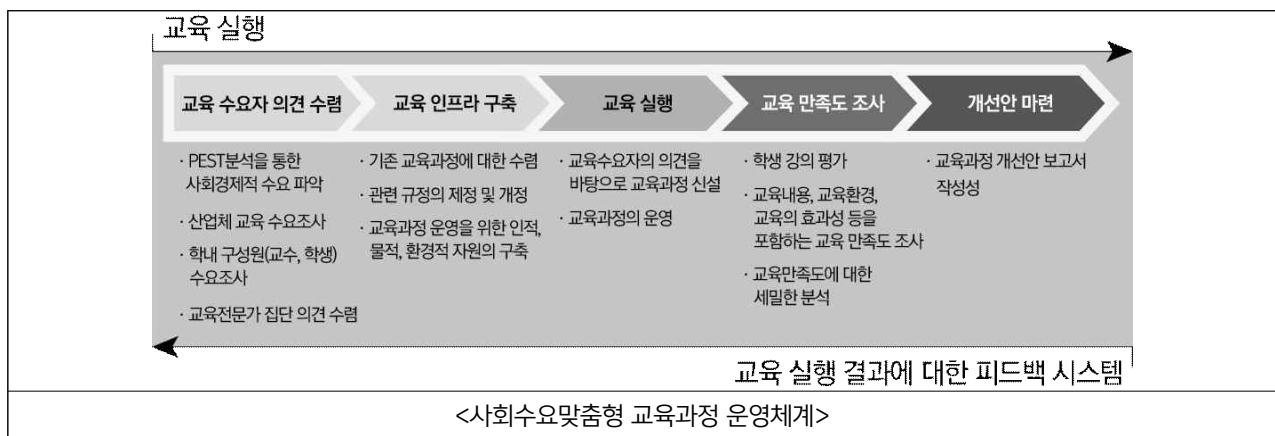 교육 실행
교육 수요자 의견 수렴
교육 인프라 구축
교육 실행
교육 만족도 조사
개선안 마련
· PEST분석을 통한
사회경제적 수요 파악
· 산업체 교육 수요조사
· 학내 구성원(교수, 학생)
수요조사
· 교육전문가 집단 의견 수렴
· 기존 교육과정에 대한 수렴
· 관련 규정의 제정 및 개정
· 교육과정 운영을 위한 인적,
물적, 환경적 자원의 구축
· 교육수요자의 의견을
바탕으로 교육과정 신설
· 교육과정의 운영
· 학생 강의 평가
· 교육내용, 교육환경,
교육의 효과성 등을
포함하는 교육 만족도 조사
· 교육만족도에 대한
세밀한 분석
· 교육과정 개선안 보고서
작성성
교육 실행 결과에 대한 피드백 시스템
<사회수요맞춤형 교육과정 운영체계>